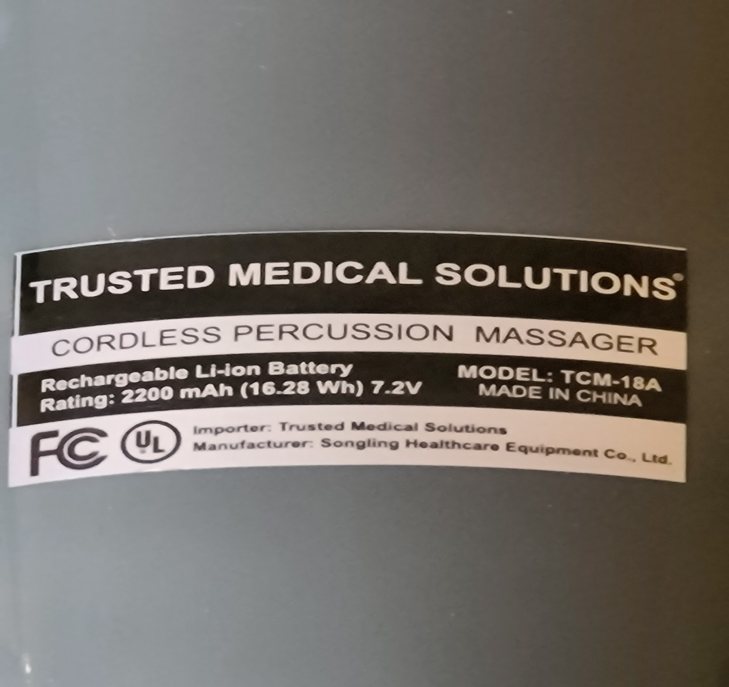 TRUSTED MEDICAL SOLUTIONS®
CORDLESS PERCUSSION MASSAGER
Rechargeable Li-ion Battery
Rating: 2200 mAh (16.28 Wh) 7.2V
MODEL: TCM-18A
MADE IN CHINA
FC
UL
Importer: Trusted Medical Solutions
Manufacturer: Songling Healthcare Equipment Co., Ltd.